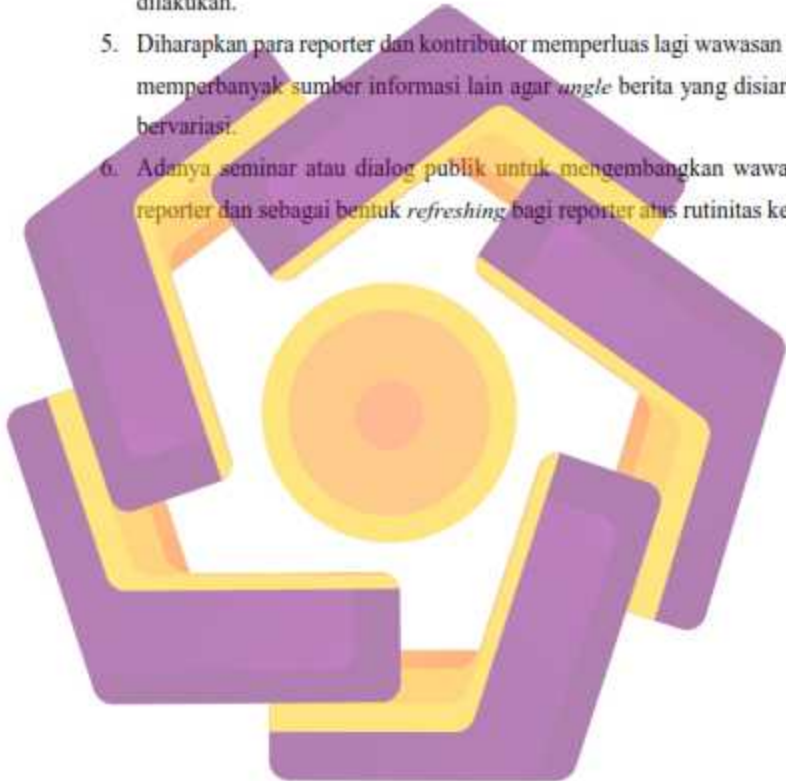 dilakukan.
5. Diharapkan para reporter dan kontributor memperluas lagi wawasan
memperbanyak sumber informasi lain agar angle berita yang disiar
bervariasi.
6. Adanya seminar atau dialog publik untuk mengembangkan wawa
reporter dan sebagai bentuk refreshing bagi reporter atas rutinitas ke